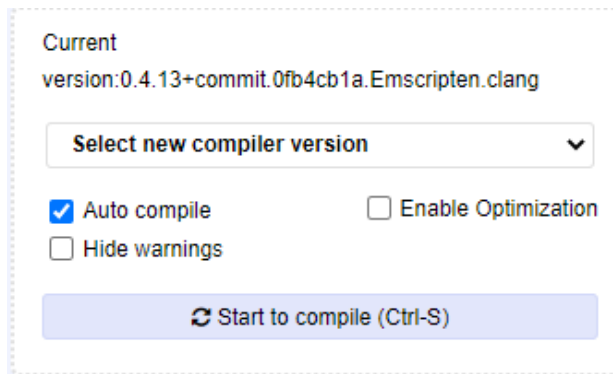 Current
version:0.4.13+commit.0fb4cb1a.Emscripten.clang
Select new compiler version
Auto compile
Enable Optimization
Hide warnings
Start to compile (Ctrl-S)